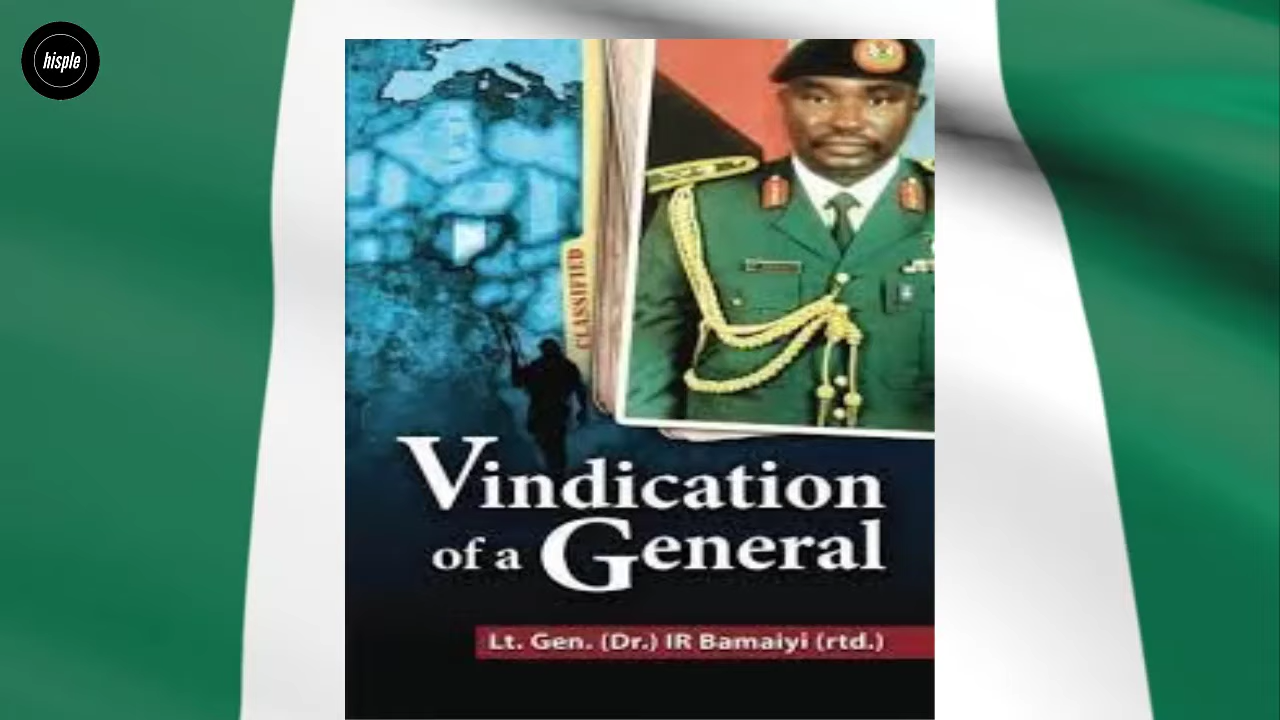 hisple
CLASSIFIED
Vindication
of a General
Lt. Gen. (Dr.) IR Bamaiyi (rtd.)